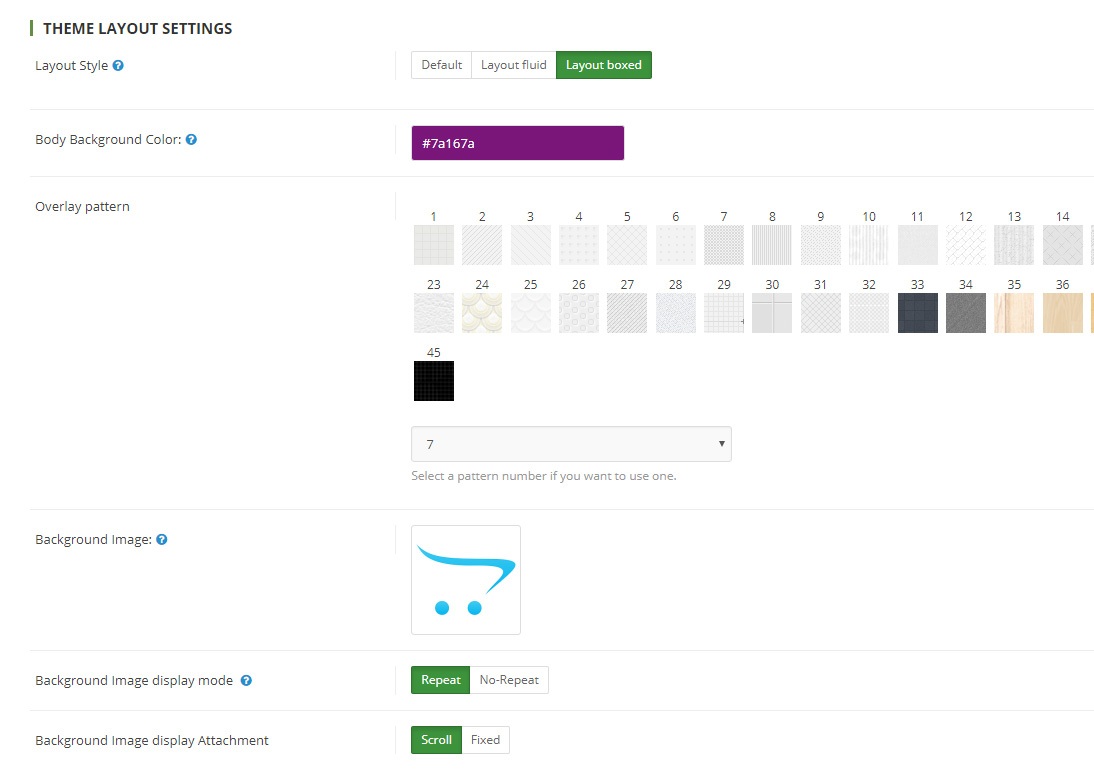 THEME LAYOUT SETTINGS
Layout Style ?
Default Layout fluid Layout boxed
Body Background Color: ?
#7a167a
Overlay pattern
1 2 3 4 5 6 7 8 9 10 11 12 13 14
23 24 25 26 27 28 29 30 31 32 33 34 35 36
45
7
Select a pattern number if you want to use one.
Background Image: ?
Background Image display mode ?
Repeat No-Repeat
Background Image display Attachment
Scroll Fixed